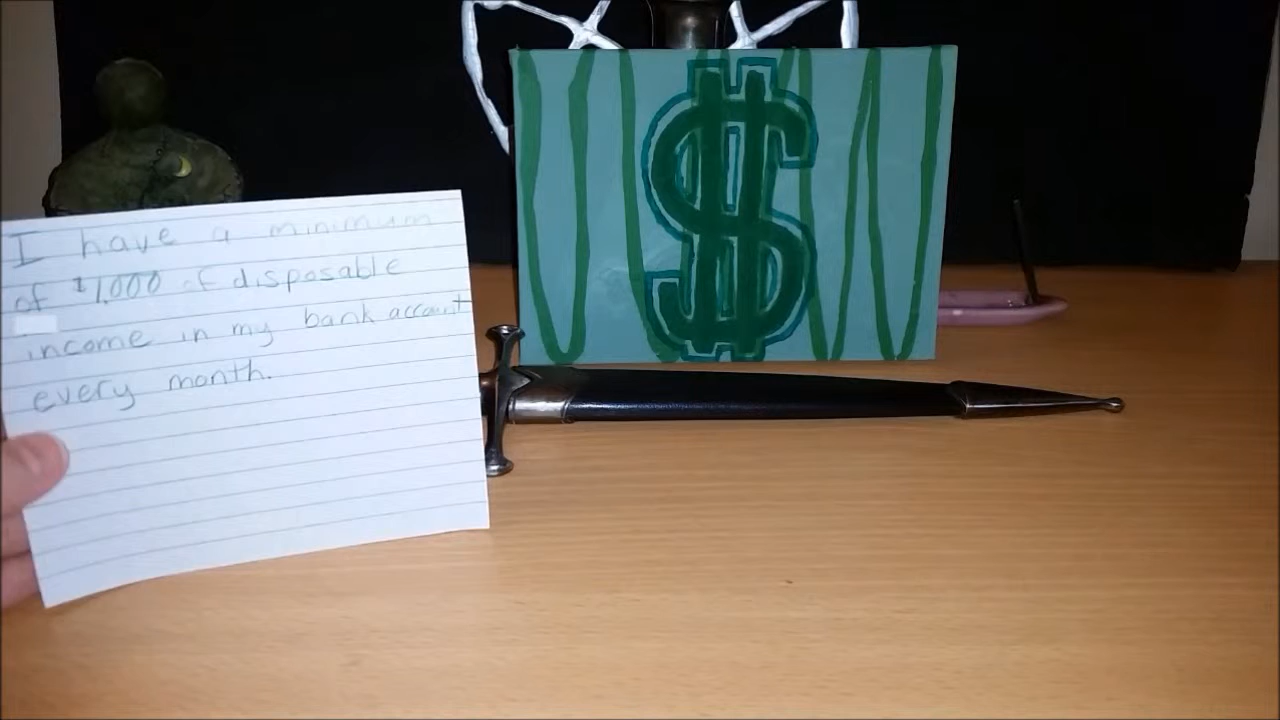 I have a minimum
of $1,000 of disposable
income in my bank account
every month.
$